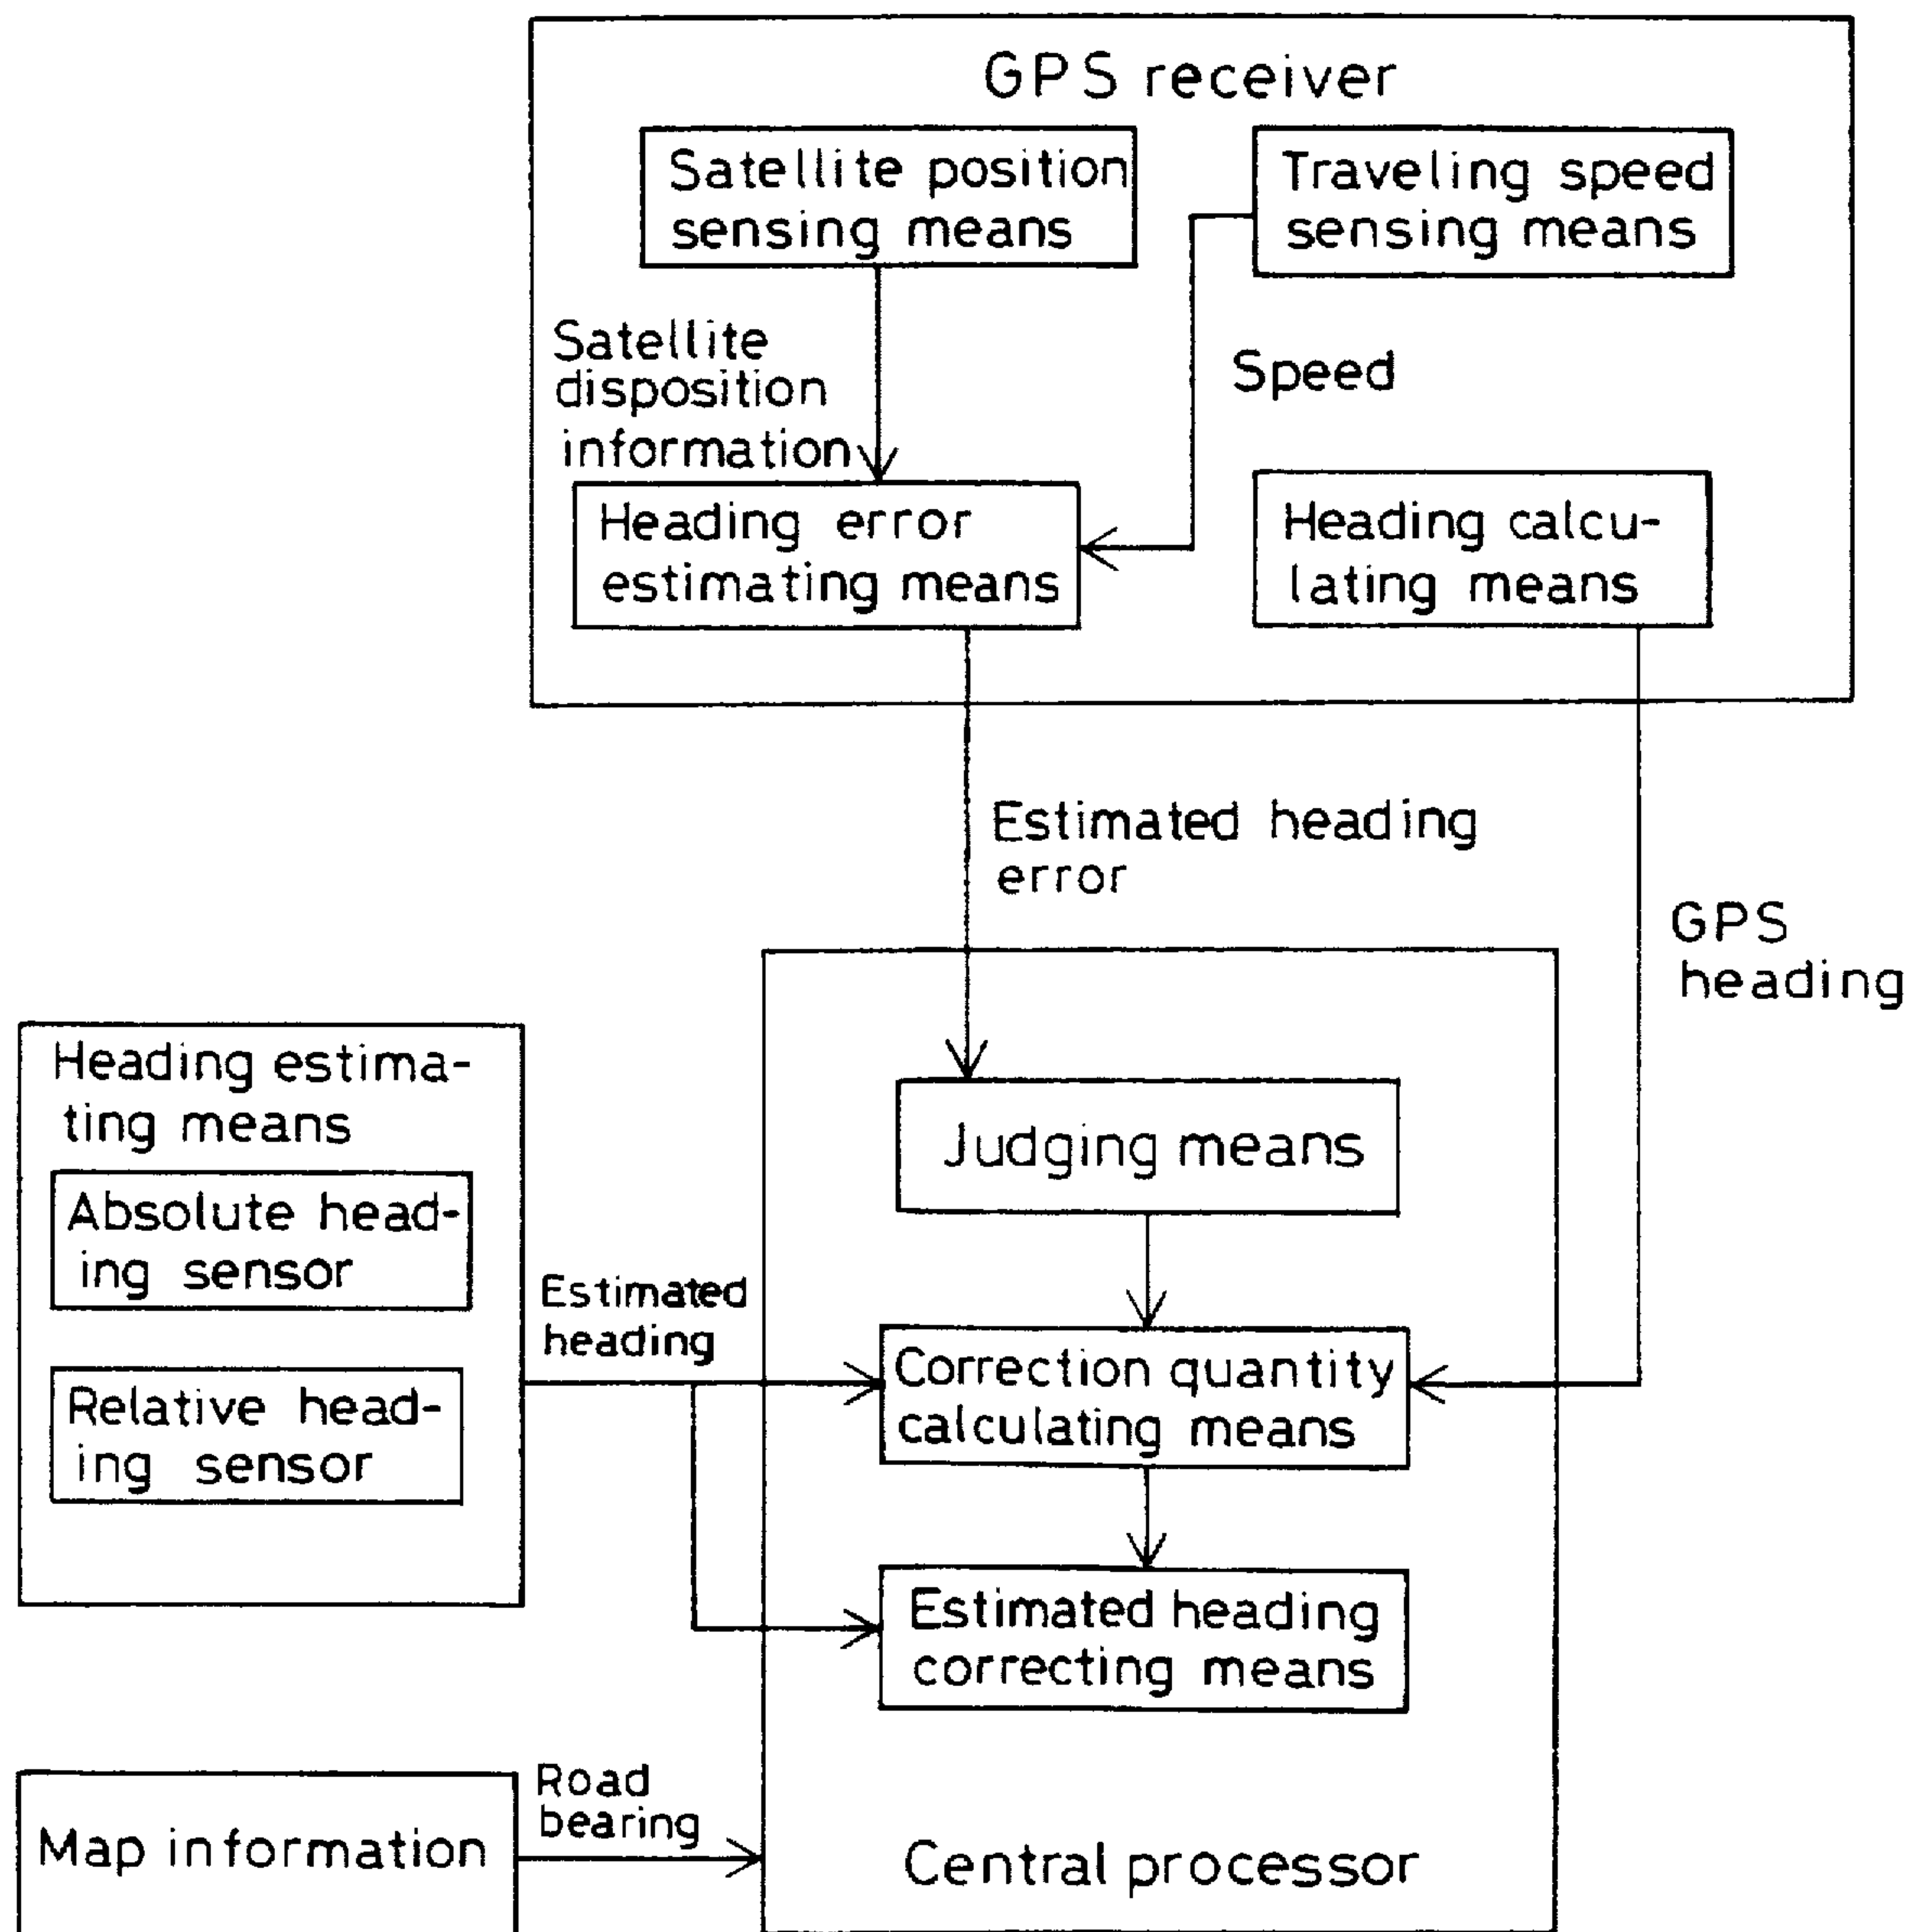 GPS receiver
Satellite position
sensing means
Traveling speed
sensing means
Satellite
disposition
information
Speed
Heading error
estimating means
Heading calcu-
lating means
Estimated heading
error
GPS
heading
Heading estima-
ting means
Absolute head-
ing sensor
Relative head-
ing sensor
Estimated
heading
Judging means
Correction quantity
calculating means
Estimated heading
correcting means
Map information
Road
bearing
Central processor